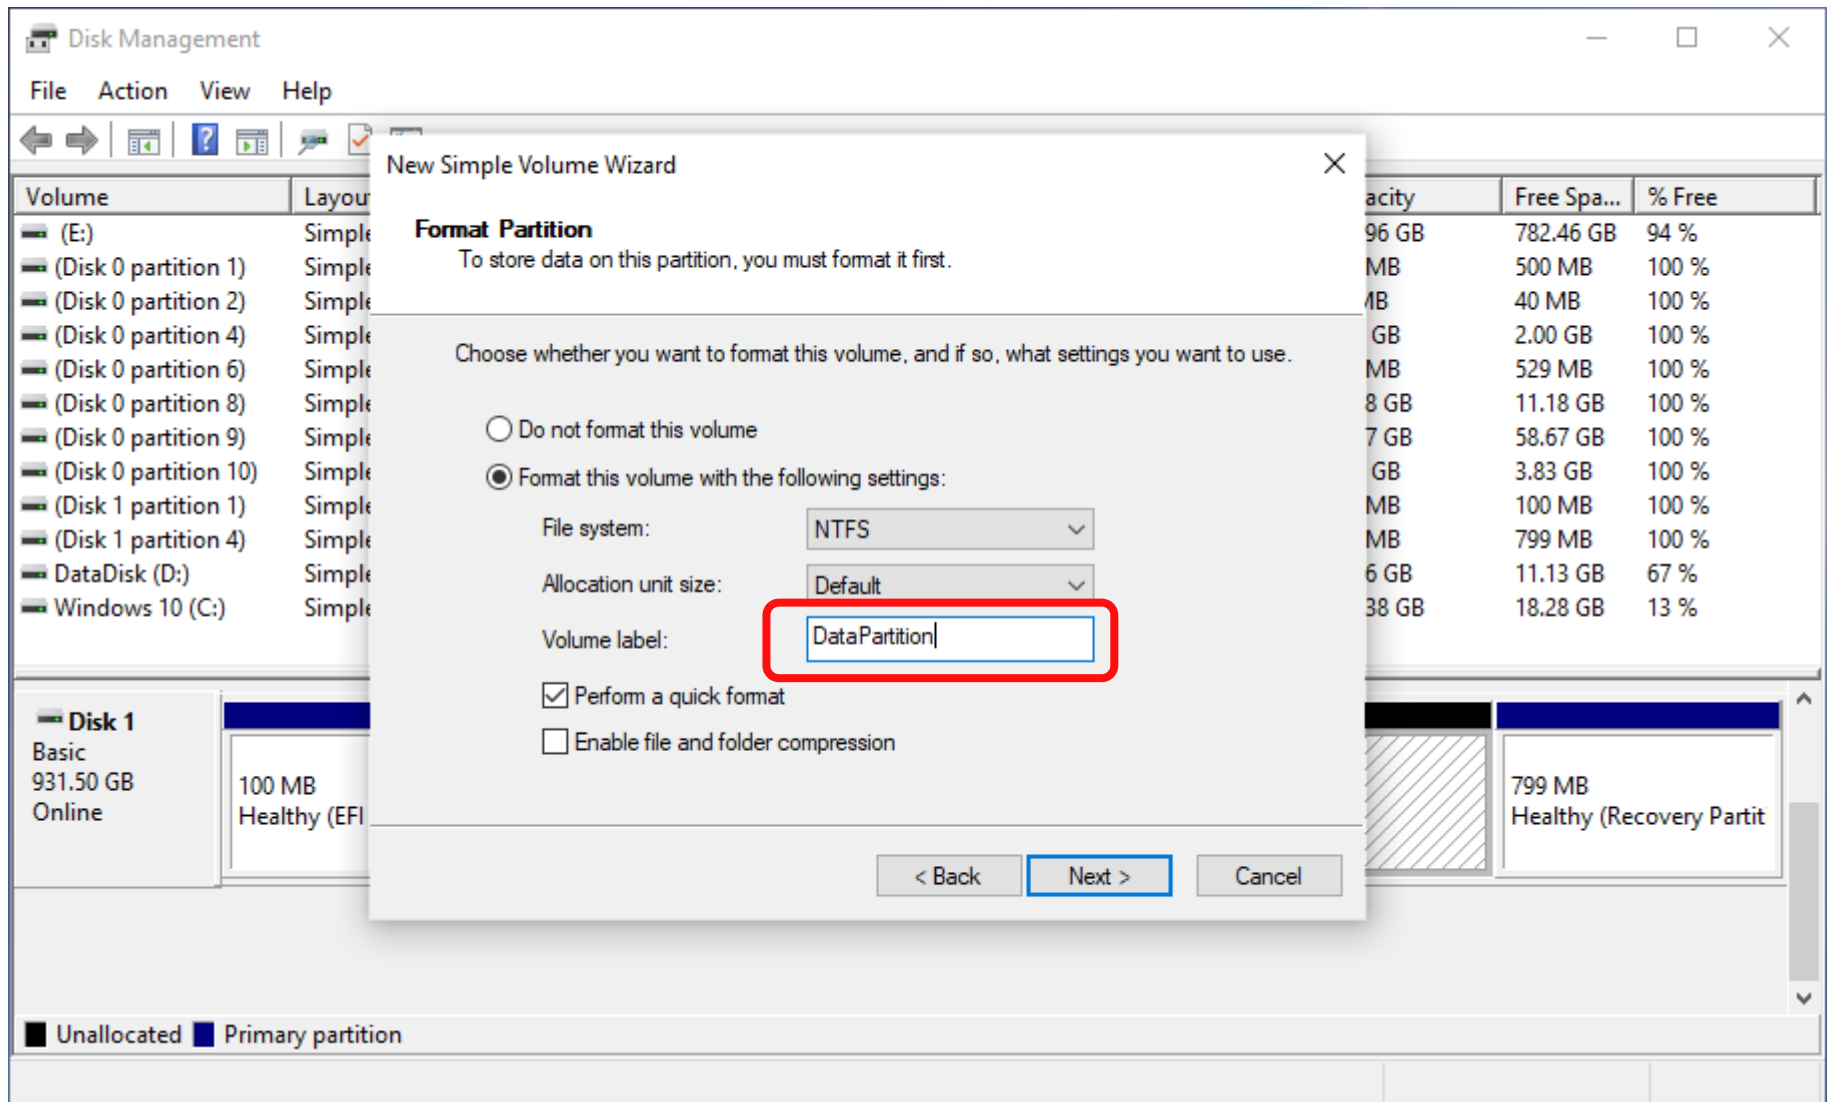 Disk Management
File Action View Help
New Simple Volume Wizard
Format Partition
To store data on this partition, you must format it first.
Choose whether you want to format this volume, and if so, what settings you want to use.
Do not format this volume
Format this volume with the following settings:
File system: NTFS
Allocation unit size: Default
Volume label: DataPartition
Perform a quick format
Enable file and folder compression
< Back Next > Cancel
Volume Layou acity Free Spa... % Free
(E:) Simple 96 GB 782.46 GB 94 %
(Disk 0 partition 1) Simple MB 500 MB 100 %
(Disk 0 partition 2) Simple MB 40 MB 100 %
(Disk 0 partition 4) Simple GB 2.00 GB 100 %
(Disk 0 partition 6) Simple MB 529 MB 100 %
(Disk 0 partition 8) Simple 8 GB 11.18 GB 100 %
(Disk 0 partition 9) Simple 7 GB 58.67 GB 100 %
(Disk 0 partition 10) Simple GB 3.83 GB 100 %
(Disk 1 partition 1) Simple MB 100 MB 100 %
(Disk 1 partition 4) Simple MB 799 MB 100 %
DataDisk (D:) Simple 6 GB 11.13 GB 67 %
Windows 10 (C:) Simple 38 GB 18.28 GB 13 %
Disk 1
Basic
931.50 GB
Online
100 MB
Healthy (EFI
799 MB
Healthy (Recovery Partit
Unallocated Primary partition